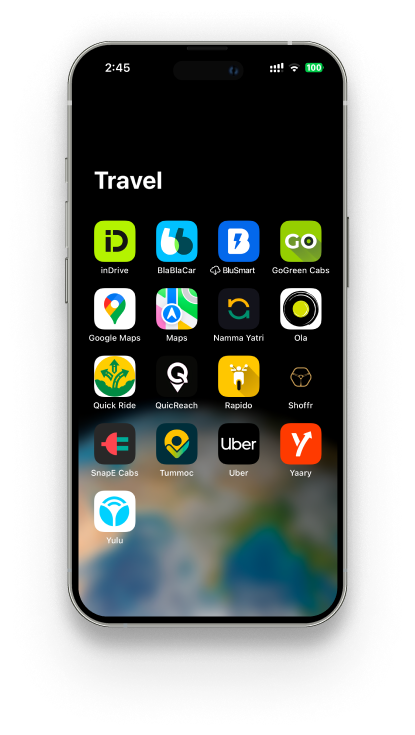 2:45
100
Travel
iD
B
GO
inDrive
BlaBlaCar
BluSmart
GoGreen Cabs
Google Maps
Maps
Namma Yatri
Ola
Quick Ride
QuicReach
Rapido
Shoffr
Uber
SnapE Cabs
Tummoc
Uber
Yaary
Yulu